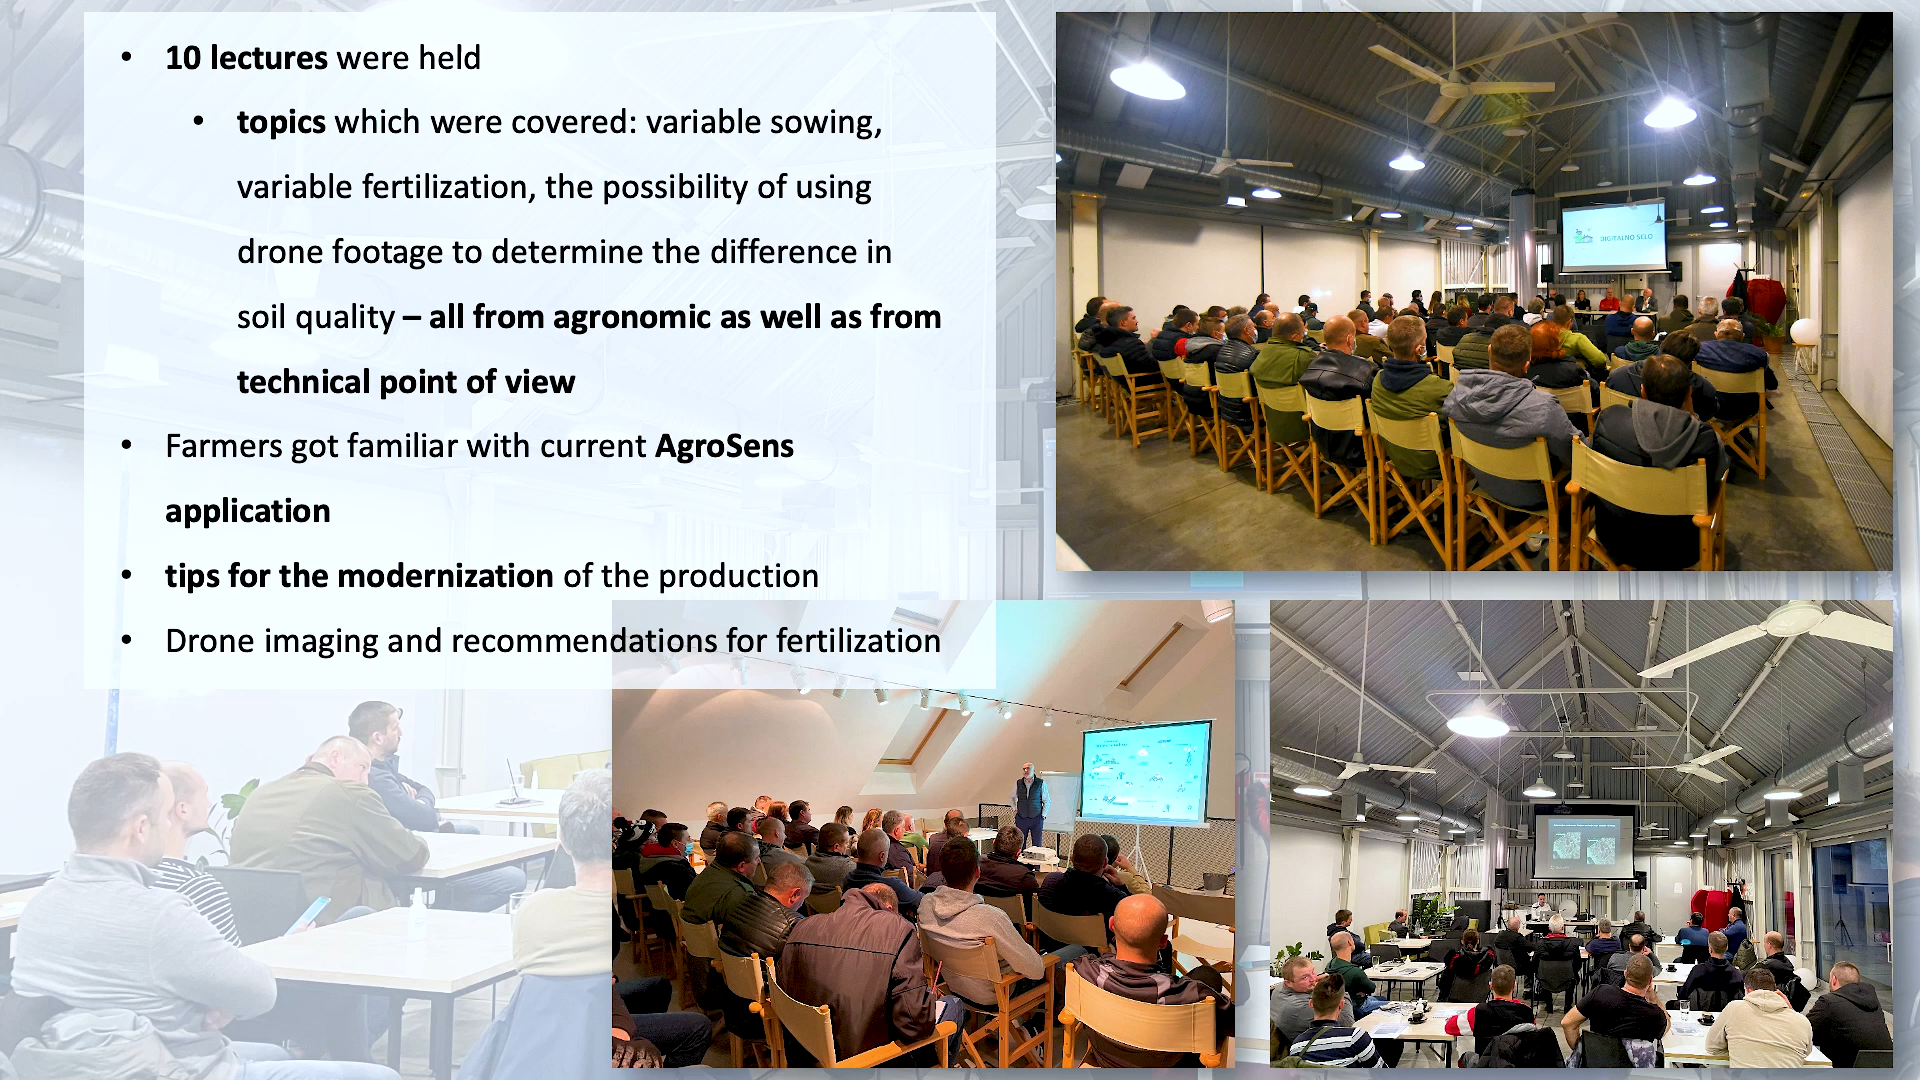 • 10 lectures were held
• topics which were covered: variable sowing,
variable fertilization, the possibility of using
drone footage to determine the difference in
soil quality – all from agronomic as well as from
technical point of view
• Farmers got familiar with current AgroSens
application
• tips for the modernization of the production
• Drone imaging and recommendations for fertilization
DIGITALNO SELO